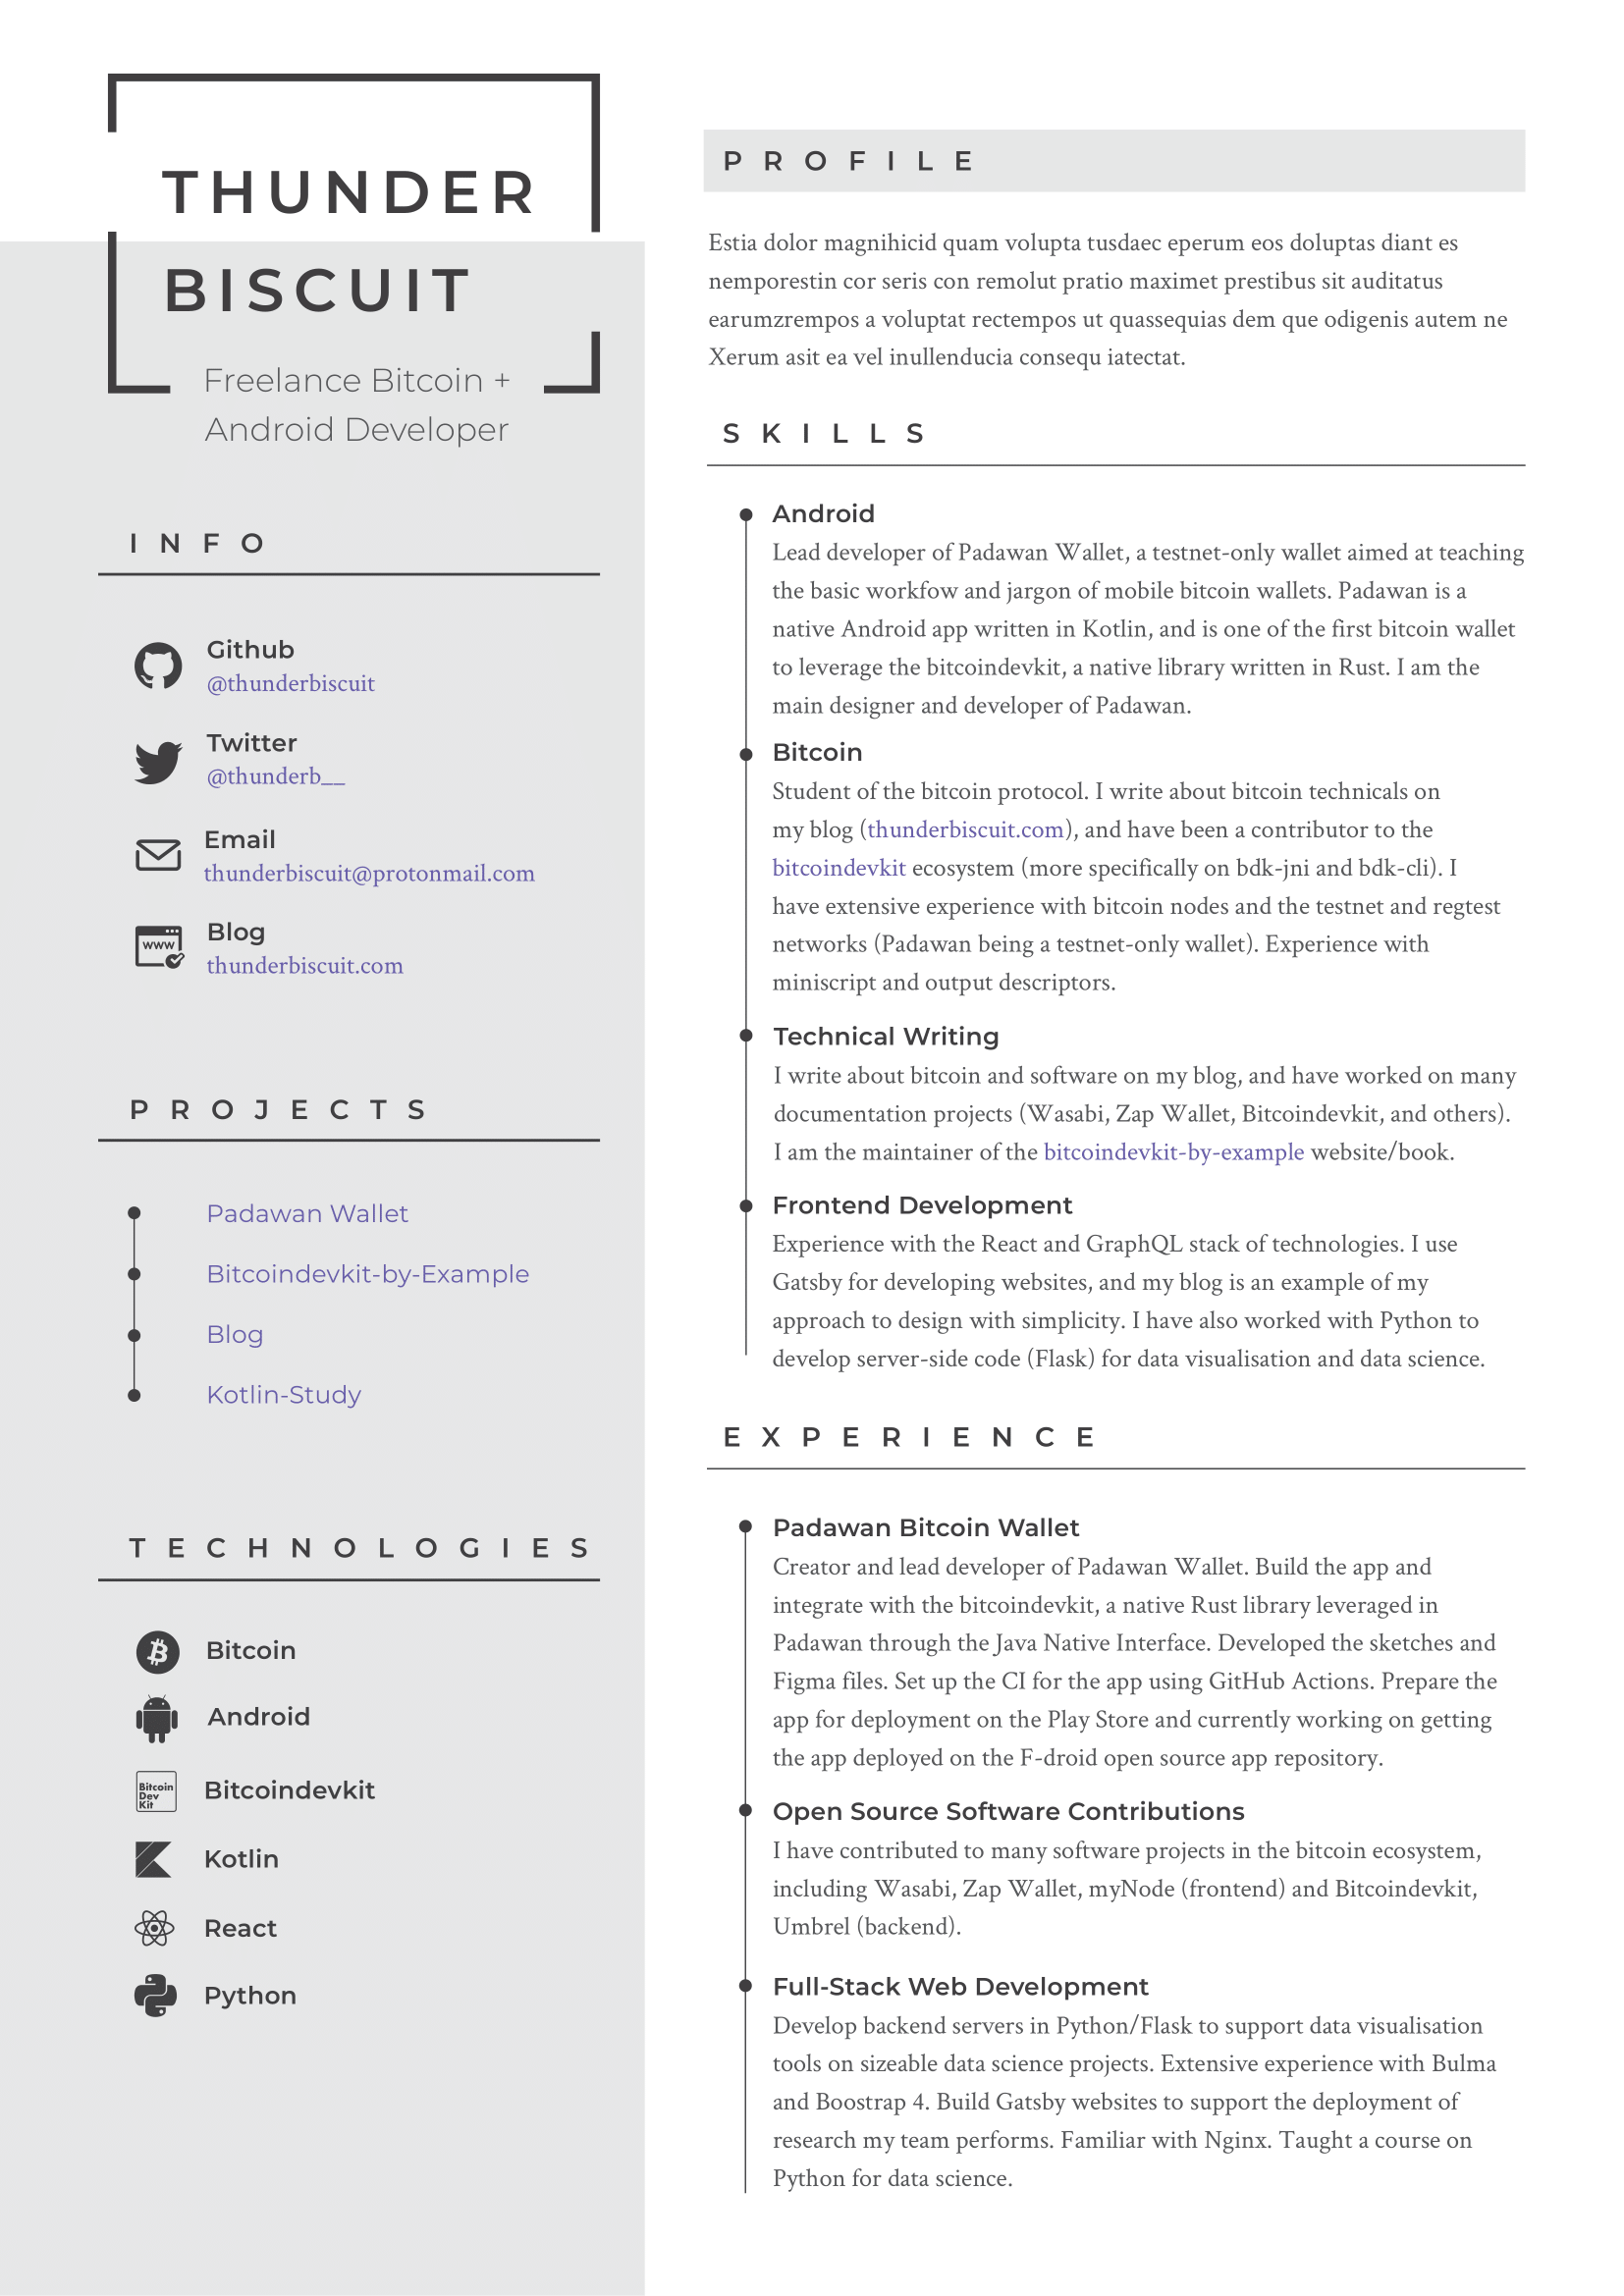 THUNDER
BISCUIT
Freelance Bitcoin +
Android Developer
INFO
Github
@thunderbiscuit
Twitter
@thunderb__
Email
thunderbiscuit@protonmail.com
www
Blog
thunderbiscuit.com
PROJECTS
Padawan Wallet
Bitcoindevkit-by-Example
Blog
Kotlin-Study
TECHNOLOGIES
Bitcoin
Android
Bitcoin
Dev
Kit
Bitcoindevkit
Kotlin
React
Python
PROFILE
Estia dolor magnihicid quam volupta tusdaec eperum eos doluptas diant es
nemporestin cor seris con remolut pratio maximet prestibus sit auditatus
earumzrempos a voluptat rectempos ut quassequias dem que odigenis autem ne
Xerum asit ea vel inullenducia consequ iatectat.
SKILLS
Android
Lead developer of Padawan Wallet, a testnet-only wallet aimed at teaching
the basic workfow and jargon of mobile bitcoin wallets. Padawan is a
native Android app written in Kotlin, and is one of the first bitcoin wallet
to leverage the bitcoindevkit, a native library written in Rust. I am the
main designer and developer of Padawan.
Bitcoin
Student of the bitcoin protocol. I write about bitcoin technicals on
my blog (thunderbiscuit.com), and have been a contributor to the
bitcoindevkit ecosystem (more specifically on bdk-jni and bdk-cli). I
have extensive experience with bitcoin nodes and the testnet and regtest
networks (Padawan being a testnet-only wallet). Experience with
miniscript and output descriptors.
Technical Writing
I write about bitcoin and software on my blog, and have worked on many
documentation projects (Wasabi, Zap Wallet, Bitcoindevkit, and others).
I am the maintainer of the bitcoindevkit-by-example website/book.
Frontend Development
Experience with the React and GraphQL stack of technologies. I use
Gatsby for developing websites, and my blog is an example of my
approach to design with simplicity. I have also worked with Python to
develop server-side code (Flask) for data visualisation and data science.
EXPERIENCE
Padawan Bitcoin Wallet
Creator and lead developer of Padawan Wallet. Build the app and
integrate with the bitcoindevkit, a native Rust library leveraged in
Padawan through the Java Native Interface. Developed the sketches and
Figma files. Set up the CI for the app using GitHub Actions. Prepare the
app for deployment on the Play Store and currently working on getting
the app deployed on the F-droid open source app repository.
Open Source Software Contributions
I have contributed to many software projects in the bitcoin ecosystem,
including Wasabi, Zap Wallet, myNode (frontend) and Bitcoindevkit,
Umbrel (backend).
Full-Stack Web Development
Develop backend servers in Python/Flask to support data visualisation
tools on sizeable data science projects. Extensive experience with Bulma
and Boostrap 4. Build Gatsby websites to support the deployment of
research my team performs. Familiar with Nginx. Taught a course on
Python for data science.